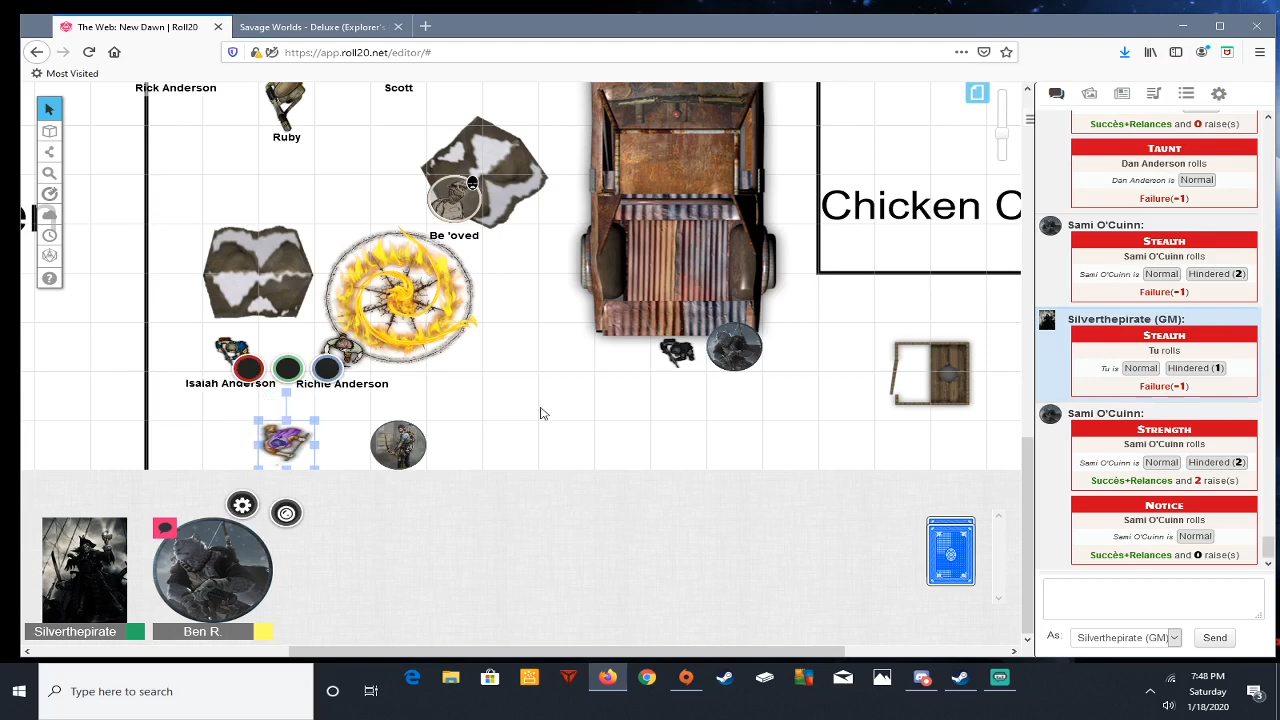 The Web: New Dawn | Roll20
Savage Worlds - Deluxe (Explorer's
https://app.roll20.net/editor/#
Most Visited
Rick Anderson
Scott
Ruby
Be 'oved
Isaiah Anderson
Richie Anderson
Chicken C
Succès+Relances and 0 raise(s)
TAUNT
Dan Anderson rolls
Dan Anderson is Normal
Failure(-1)
Sami O'Cuinn:
STEALTH
Sami O'Cuinn rolls
Sami O'Cuinn is Normal Hindered (2)
Failure(-1)
Silverthepirate (GM):
STEALTH
Tu rolls
Tu is Normal Hindered (1)
Failure(-1)
Sami O'Cuinn:
STRENGTH
Sami O'Cuinn rolls
Sami O'Cuinn is Normal Hindered (2)
Succès+Relances and 2 raise(s)
NOTICE
Sami O'Cuinn rolls
Sami O'Cuinn is Normal
Succès+Relances and 0 raise(s)
As: Silverthepirate (GM) Send
Silverthepirate
Ben R.
Type here to search
7:48 PM
Saturday
1/18/2020
3